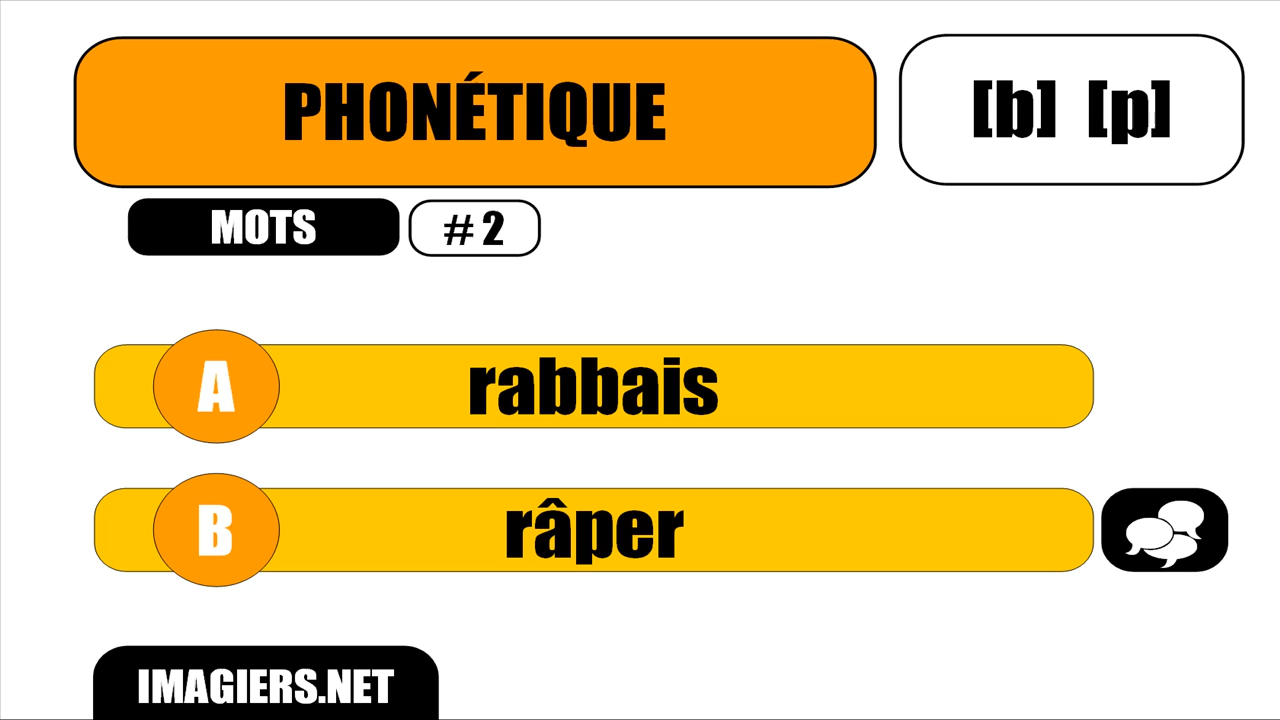 PHONÉTIQUE
[b] [p]
MOTS
# 2
A rabbais
B râper
IMAGIERS.NET